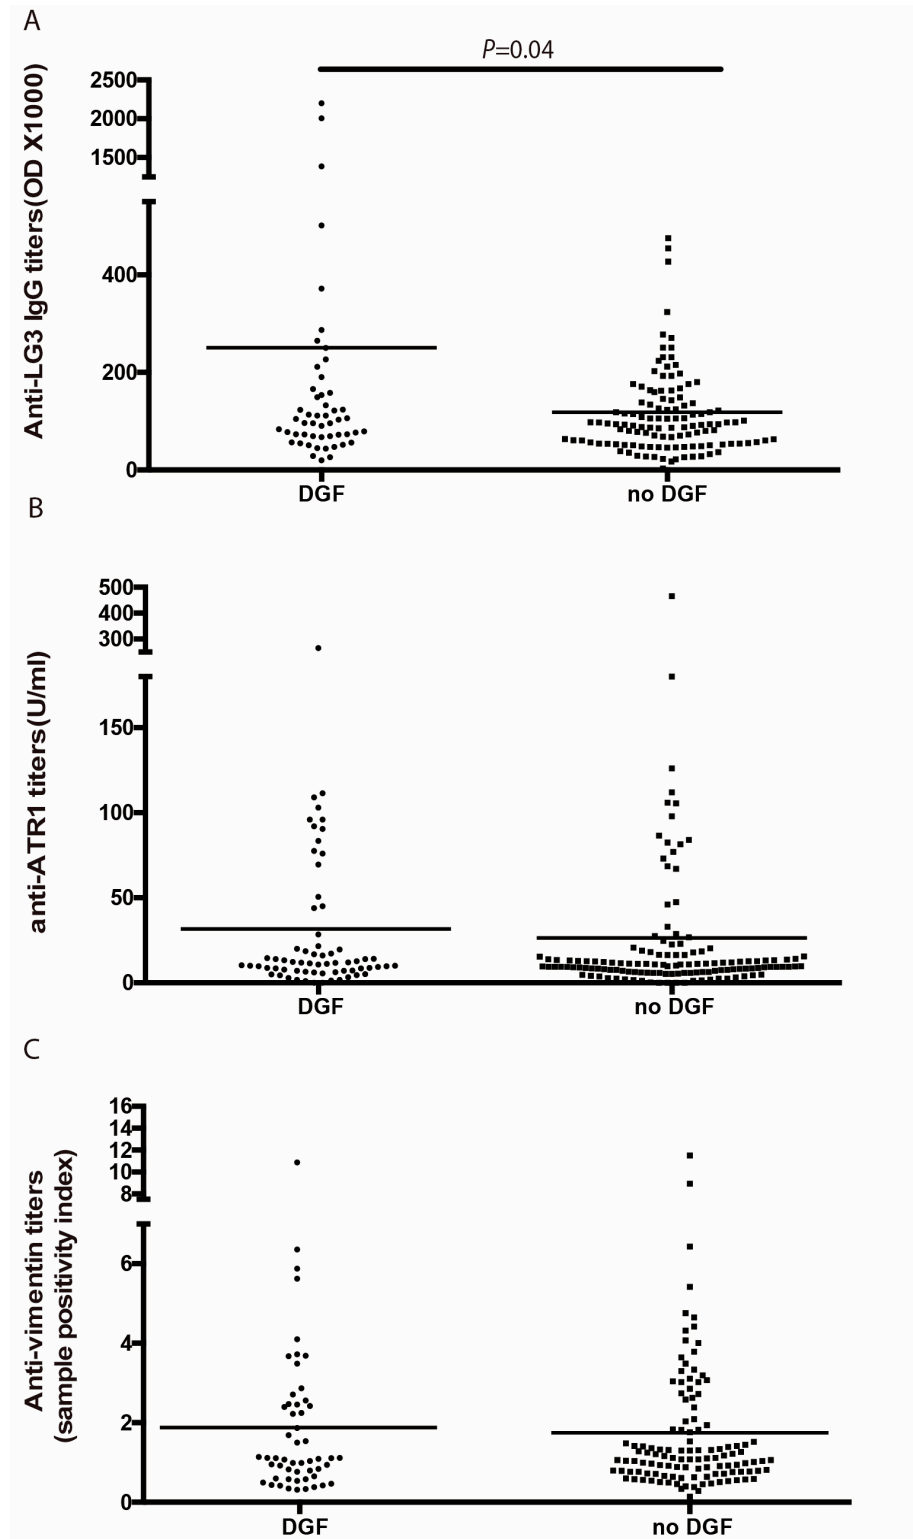 A
P=0.04
Anti-LG3 IgG titers(OD X1000)
2500
2000
1500
400
200
0
DGF no DGF
B
anti-ATR1 titers(U/ml)
500
400
300
150
100
50
0
DGF no DGF
C
Anti-vimentin titers
(sample positivity index)
16
14
12
10
8
6
4
2
0
DGF no DGF